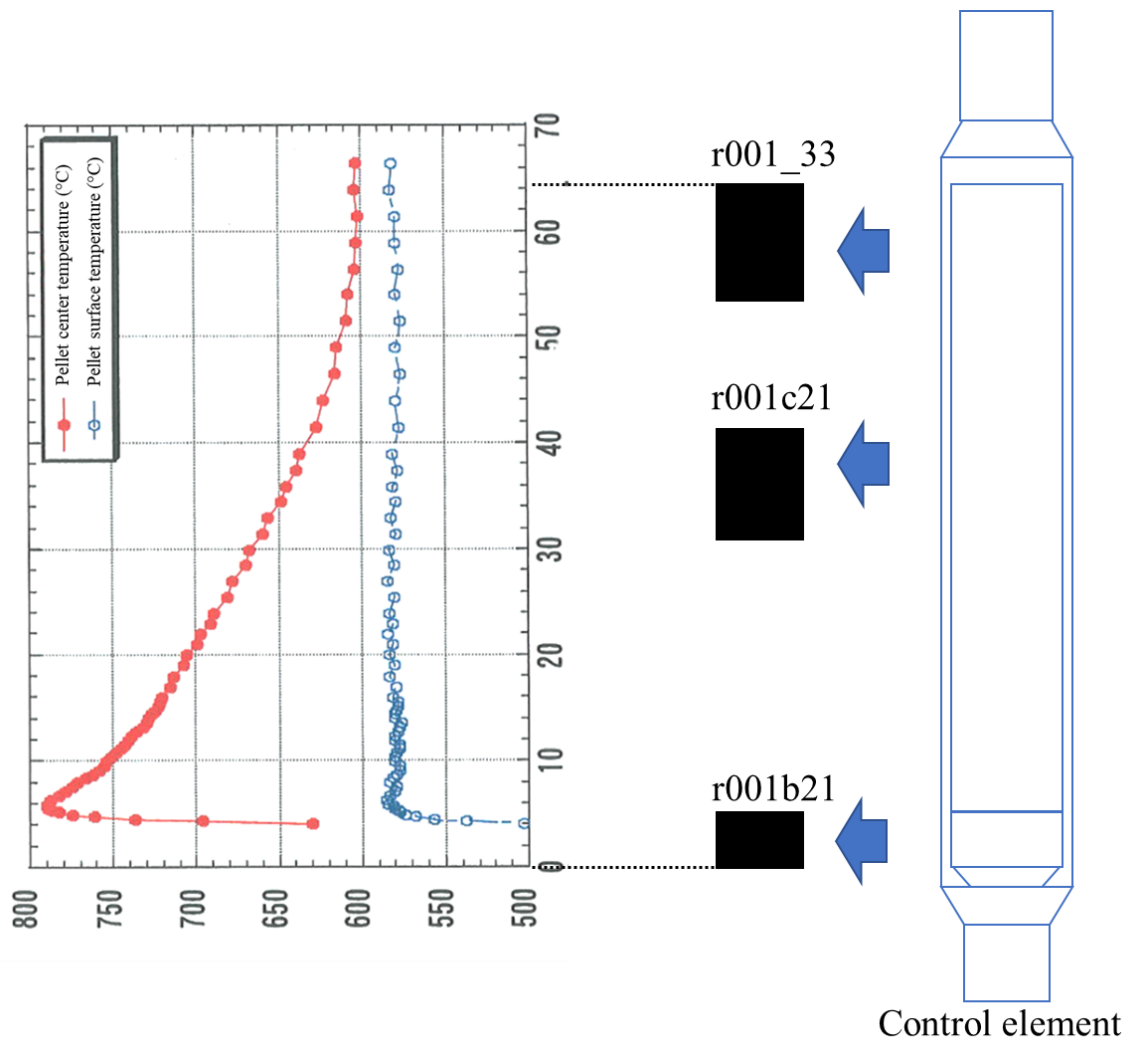 Pellet center temperature (°C)
Pellet surface temperature (°C)
70
60
50
40
30
20
10
0
800
750
700
650
600
550
500
r001_33
r001c21
r001b21
Control element